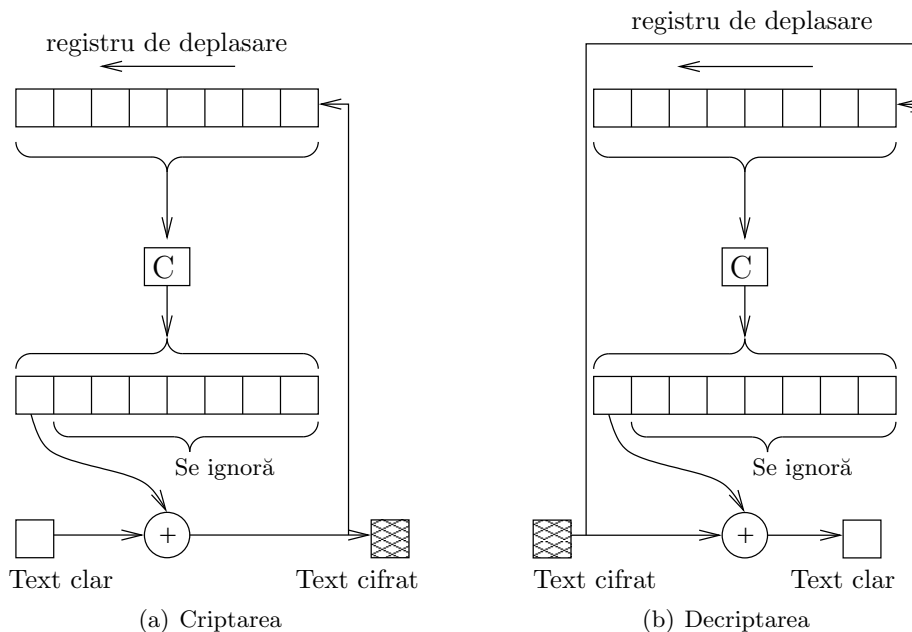 registru de deplasare
C
Se ignoră
+
Text clar
Text cifrat
(a) Criptarea
registru de deplasare
C
Se ignoră
+
Text cifrat
Text clar
(b) Decriptarea